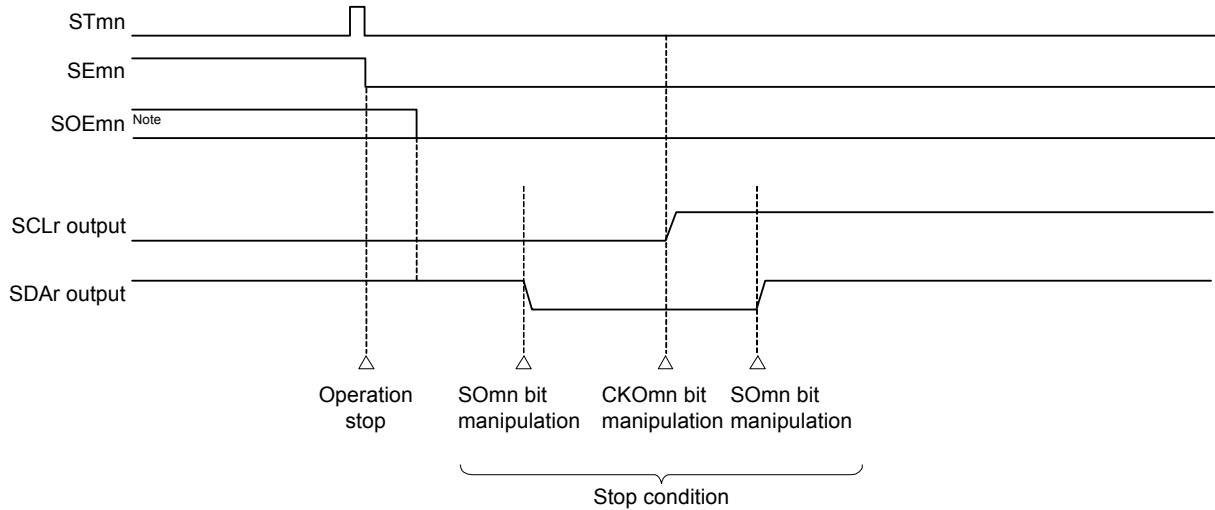 STmn
SEmn
SOEmn Note
SCLr output
SDAr output
Operation
stop
SOmn bit
manipulation
CKOmn bit
manipulation
SOmn bit
manipulation
Stop condition